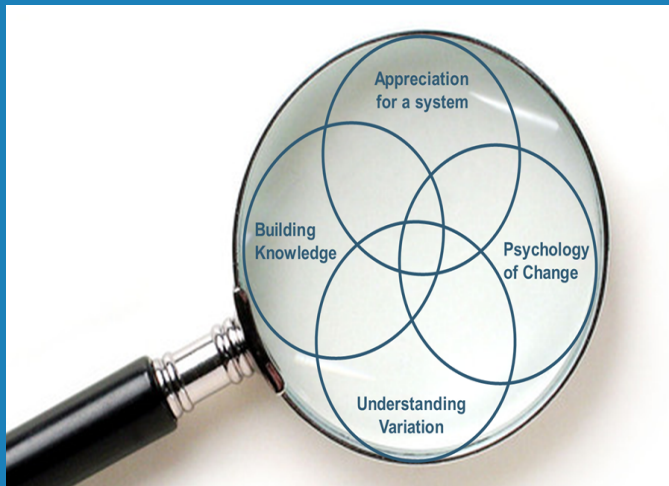 Appreciation
for a system
Building
Knowledge
Psychology
of Change
Understanding
Variation